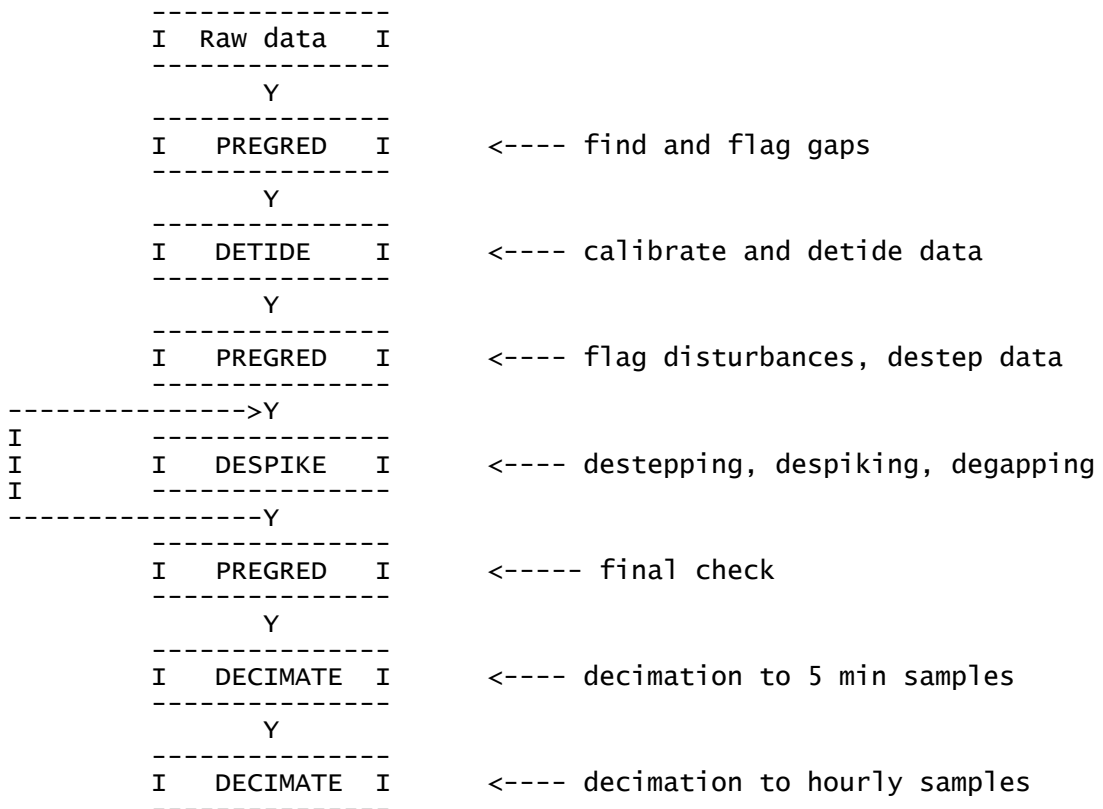 ---------------
I  Raw data   I
---------------
Y
---------------
I   PREGRED   I      <---- find and flag gaps
---------------
Y
---------------
I   DETIDE    I      <---- calibrate and detide data
---------------
Y
---------------
I   PREGRED   I      <---- flag disturbances, destep data
---------------
--------------->Y
I        ---------------
I        I   DESPIKE   I      <---- destepping, despiking, degapping
I        ---------------
----------------Y
---------------
I   PREGRED   I      <----- final check
---------------
Y
---------------
I   DECIMATE  I      <---- decimation to 5 min samples
---------------
Y
---------------
I   DECIMATE  I      <---- decimation to hourly samples
---------------